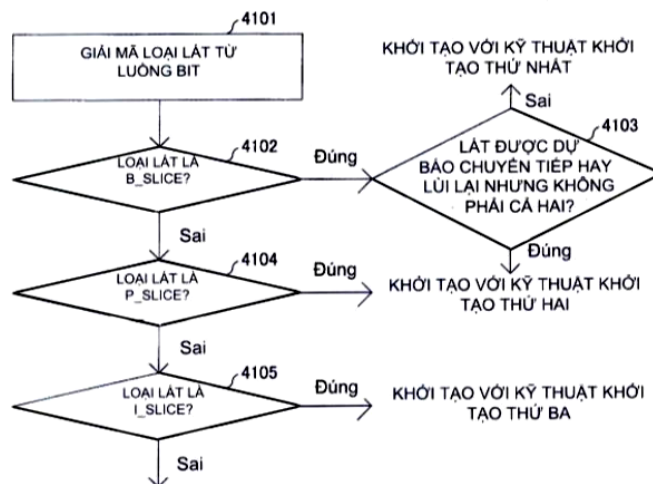 4101
GIẢI MÃ LOẠI LÁT TỪ
LUỒNG BIT
KHỞI TẠO VỚI KỸ THUẬT KHỞI
TẠO THỨ NHẤT
Sai
4102
LOẠI LÁT LÀ
B_SLICE?
Đúng
4103
LÁT ĐƯỢC DỰ
BÁO CHUYỂN TIẾP HAY
LÙI LẠI NHƯNG KHÔNG
PHẢI CẢ HAI?
Sai
Đúng
4104
LOẠI LÁT LÀ
P_SLICE?
Đúng
KHỞI TẠO VỚI KỸ THUẬT KHỞI
TẠO THỨ HAI
Sai
4105
LOẠI LÁT LÀ
I_SLICE?
Đúng
KHỞI TẠO VỚI KỸ THUẬT KHỞI
TẠO THỨ BA
Sai